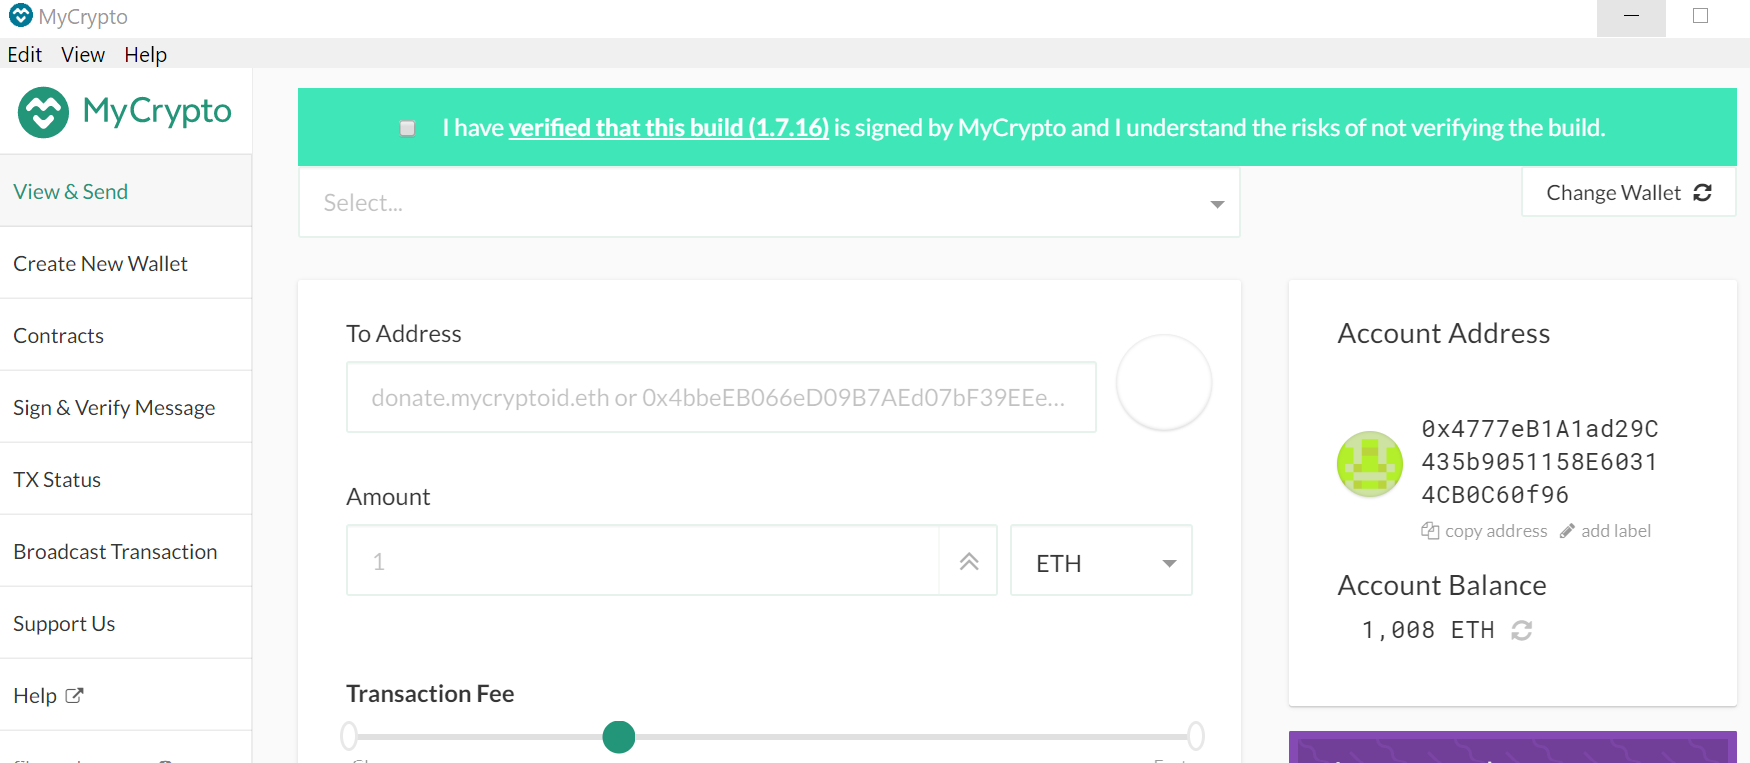 MyCrypto
Edit View Help
MyCrypto
I have verified that this build (1.7.16) is signed by MyCrypto and I understand the risks of not verifying the build.
View & Send
Create New Wallet
Contracts
Sign & Verify Message
TX Status
Broadcast Transaction
Support Us
Help
Select...
Change Wallet
To Address
donate.mycryptoid.eth or 0x4bbeEB066eD09B7AEd07bF39EEe...
Amount
1
ETH
Transaction Fee
Account Address
0x4777eB1A1ad29C
435b9051158E6031
4CB0C60f96
copy address add label
Account Balance
1,008 ETH